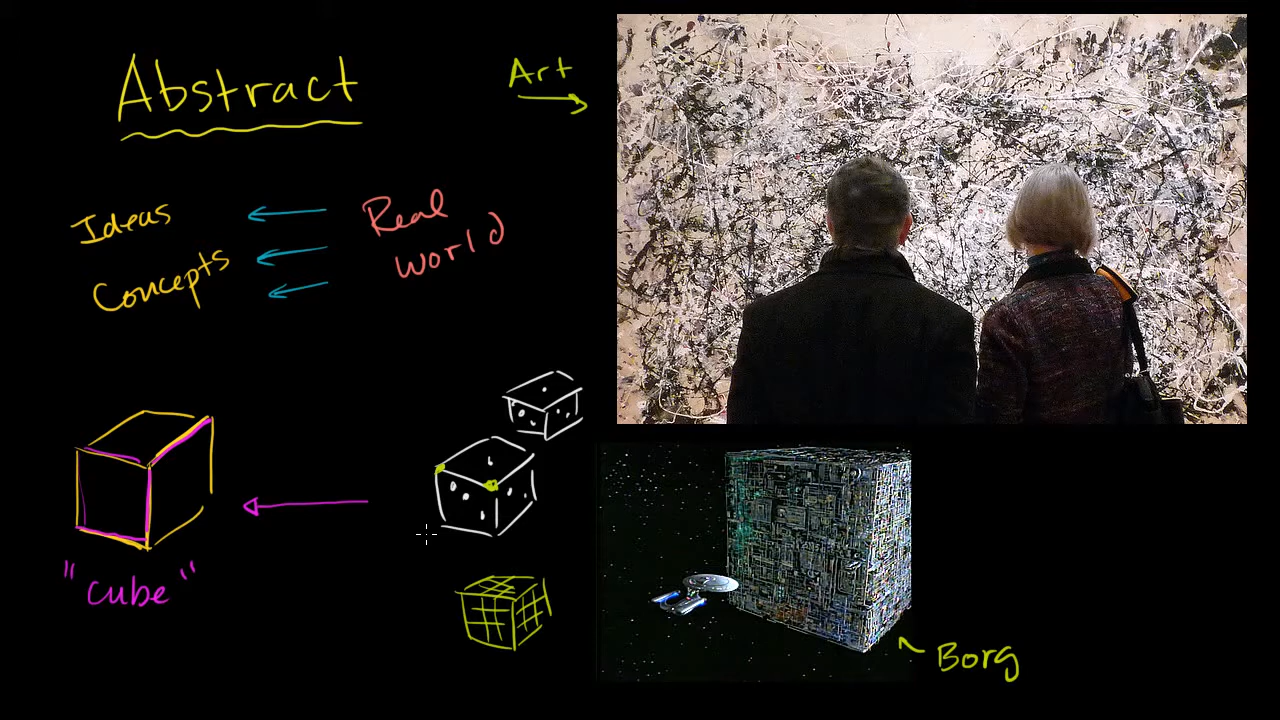 Abstract
Art
Ideas
Real
Concepts
World
"cube"
Borg